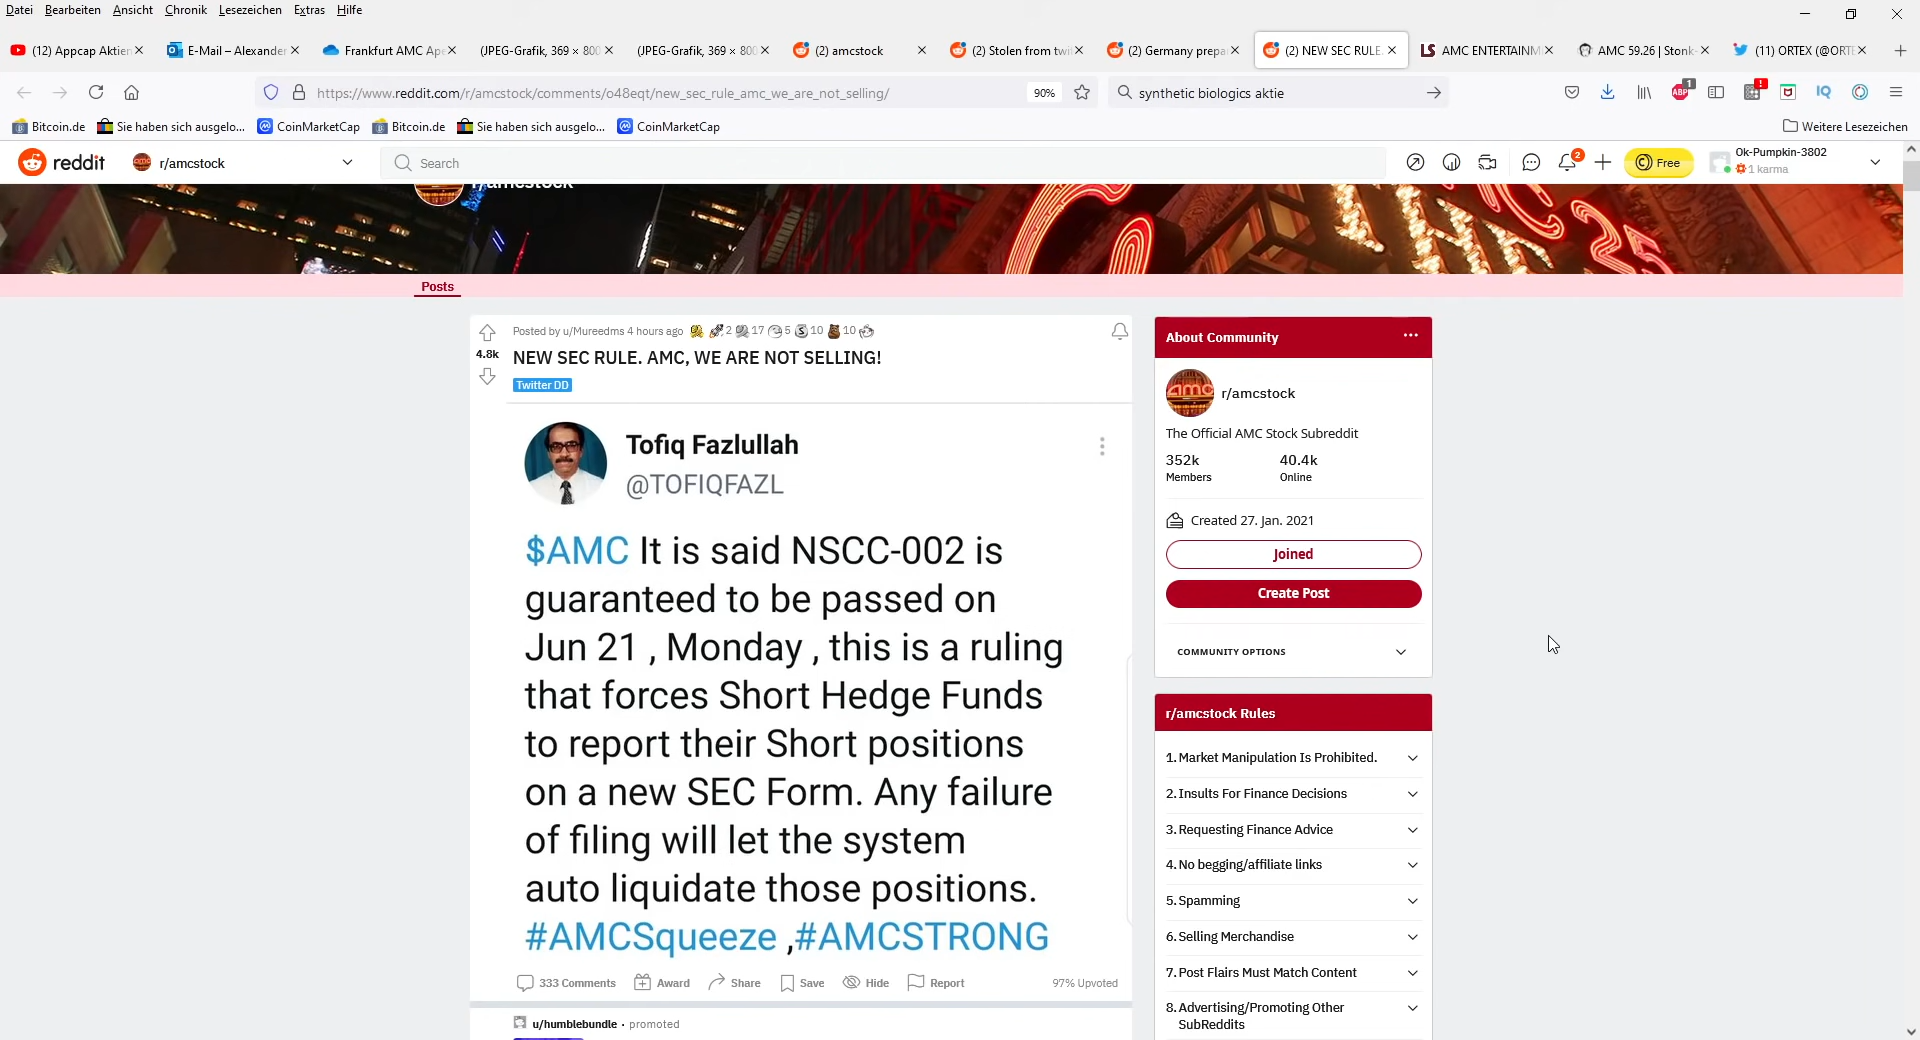 Datei Bearbeiten Ansicht Chronik Lesezeichen Extras Hilfe
(12) Appcap Aktien
E-Mail – Alexander
Frankfurt AMC Ape
(JPEG-Grafik, 369 × 800
(JPEG-Grafik, 369 × 800
(2) amcstock
(2) Stolen from twi
(2) Germany prepa
(2) NEW SEC RULE.
AMC ENTERTAINM
AMC 59.26 | Stonk-
(11) ORTEX (@ORTE
https://www.reddit.com/r/amcstock/comments/o48eqt/new_sec_rule_amc_we_are_not_selling/
90%
synthetic biologics aktie
Bitcoin.de Sie haben sich ausgelo... CoinMarketCap Bitcoin.de Sie haben sich ausgelo... CoinMarketCap Weitere Lesezeichen
reddit r/amcstock Search 2 Free Ok-Pumpkin-3802
1 karma
r/amcstock
Posts
Posted by u/Mureedms 4 hours ago 2 17 5 10 10
4.8k
NEW SEC RULE. AMC, WE ARE NOT SELLING!
Twitter DD
Tofiq Fazlullah
@TOFIQFAZL
$AMC It is said NSCC-002 is
guaranteed to be passed on
Jun 21 , Monday , this is a ruling
that forces Short Hedge Funds
to report their Short positions
on a new SEC Form. Any failure
of filing will let the system
auto liquidate those positions.
#AMCSqueeze ,#AMCSTRONG
333 Comments Award Share Save Hide Report 97% Upvoted
u/humblebundle · promoted
About Community
r/amcstock
The Official AMC Stock Subreddit
352k 40.4k
Members Online
Created 27. Jan. 2021
Joined
Create Post
COMMUNITY OPTIONS
r/amcstock Rules
1. Market Manipulation Is Prohibited.
2. Insults For Finance Decisions
3. Requesting Finance Advice
4. No begging/affiliate links
5. Spamming
6. Selling Merchandise
7. Post Flairs Must Match Content
8. Advertising/Promoting Other
SubReddits